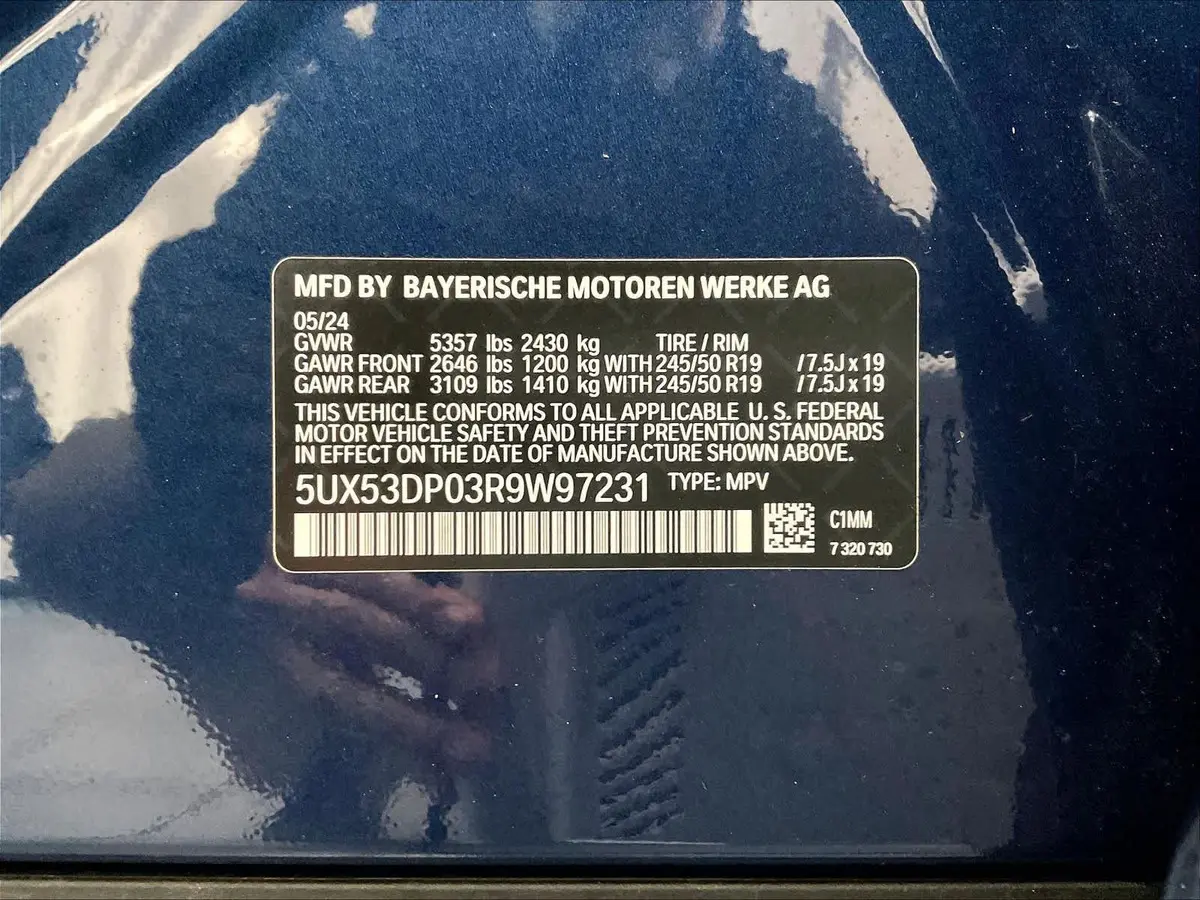 MFD BY BAYERISCHE MOTOREN WERKE AG
05/24
GVWR 5357 lbs 2430 kg TIRE / RIM
GAWR FRONT 2646 lbs 1200 kg WITH 245/50 R19 /7.5J x 19
GAWR REAR 3109 lbs 1410 kg WITH 245/50 R19 /7.5J x 19
THIS VEHICLE CONFORMS TO ALL APPLICABLE U. S. FEDERAL
MOTOR VEHICLE SAFETY AND THEFT PREVENTION STANDARDS
IN EFFECT ON THE DATE OF MANUFACTURE SHOWN ABOVE.
5UX53DP03R9W97231 TYPE: MPV
C1MM
7 320 730